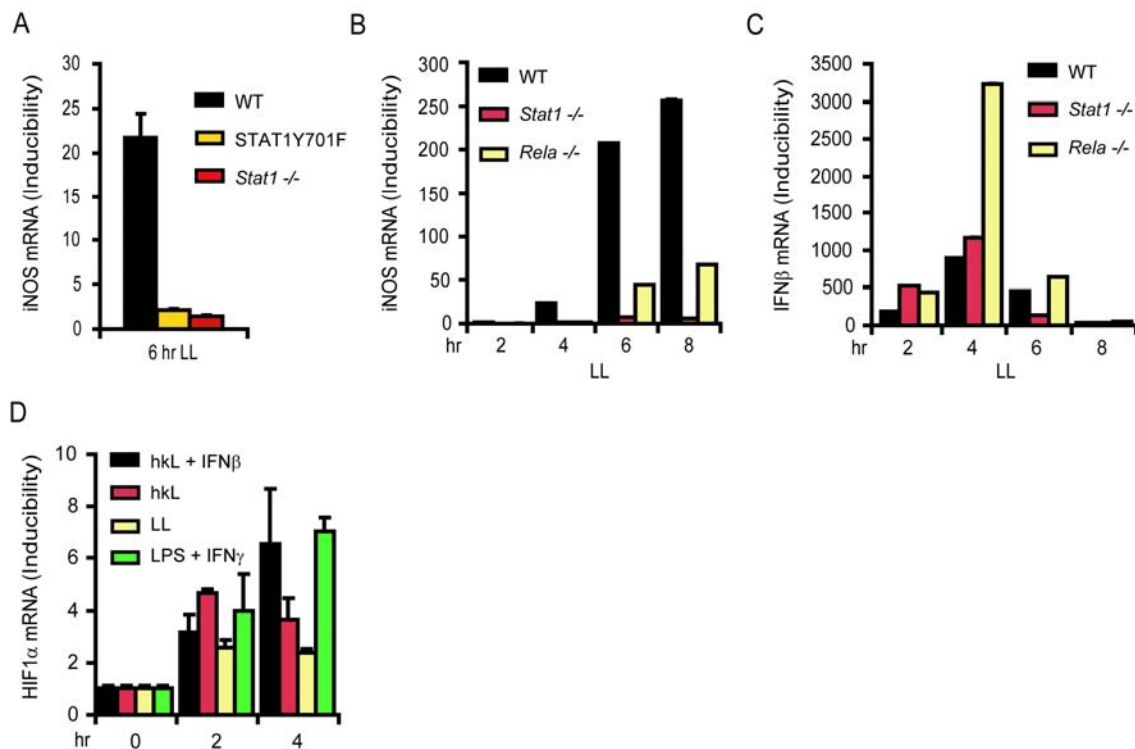 A
iNOS mRNA (Inducibility)
30
25
20
15
10
5
0
WT
STAT1Y701F
Stat1 -/-
6 hr LL
B
iNOS mRNA (Inducibility)
300
250
200
150
100
50
0
WT
Stat1 -/-
Rela -/-
hr 2 4 6 8
LL
C
IFNβ mRNA (Inducibility)
3500
3000
2500
2000
1500
1000
500
0
WT
Stat1 -/-
Rela -/-
hr 2 4 6 8
LL
D
HIF1α mRNA (Inducibility)
10
8
6
4
2
0
hkL + IFNβ
hkL
LL
LPS + IFNγ
hr 0 2 4